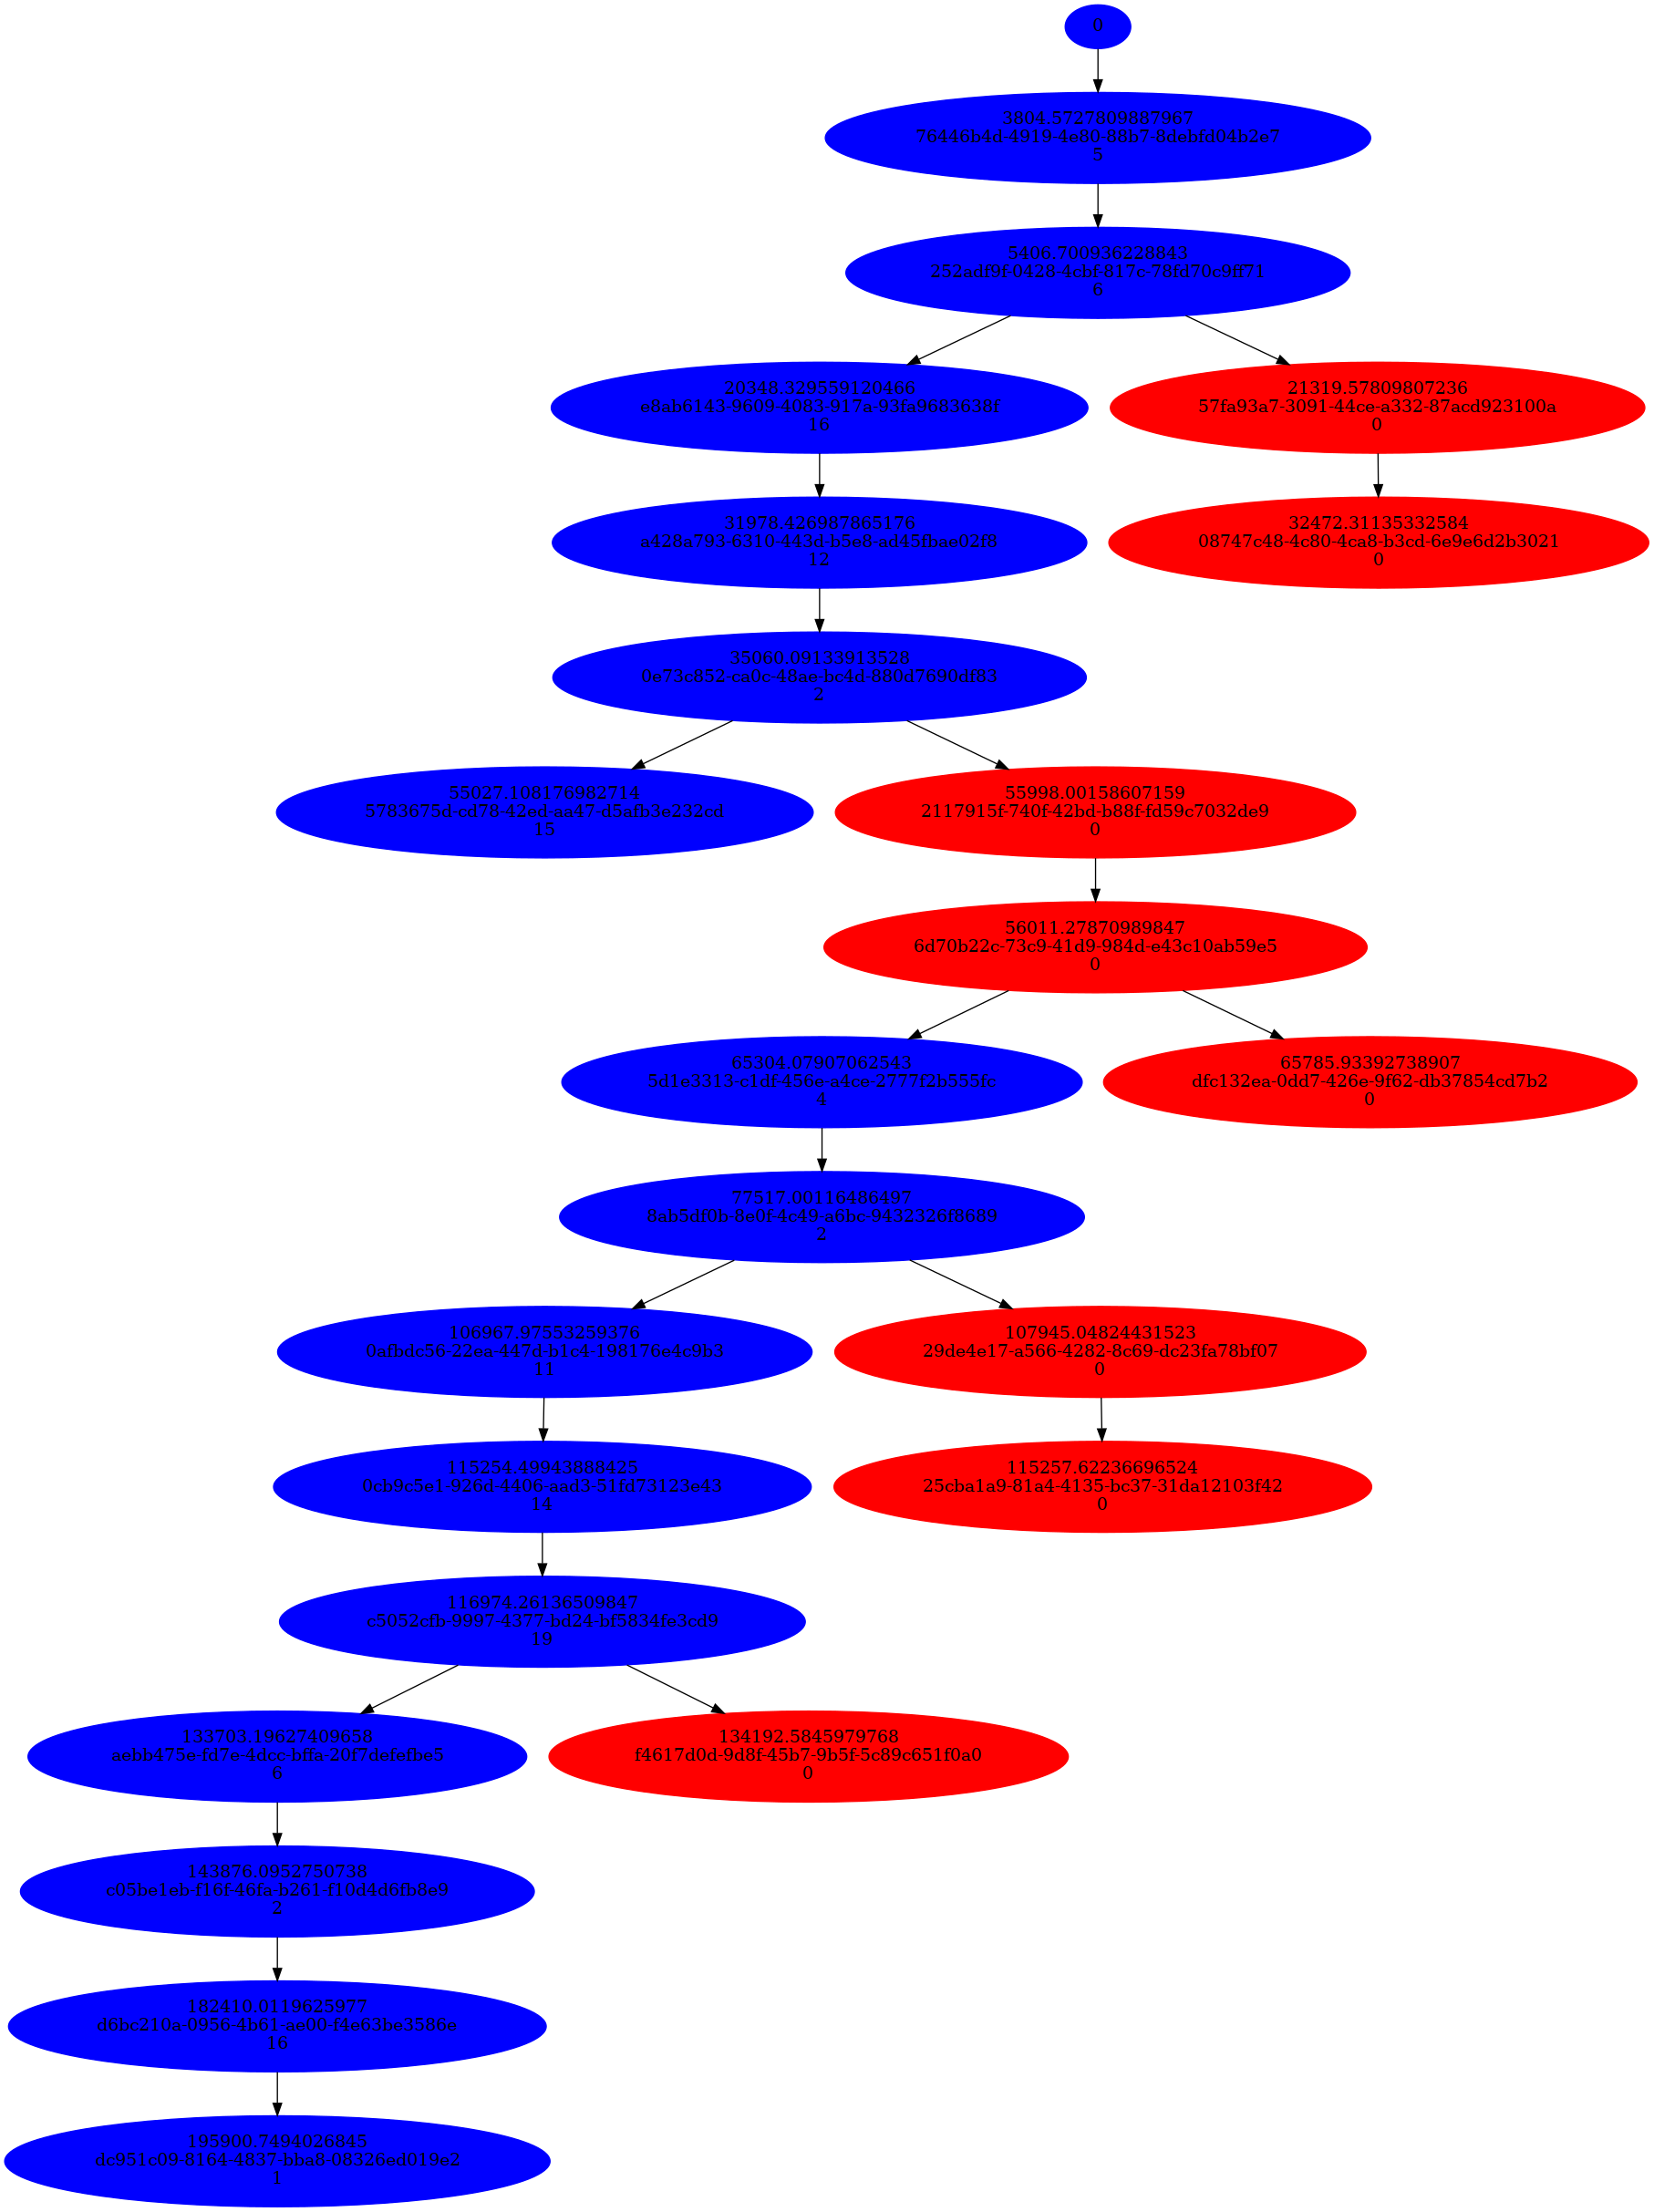 0
3804.5727809887967
76446b4d-4919-4e80-88b7-8debfd04b2e7
5
5406.700936228843
252adf9f-0428-4cbf-817c-78fd70c9ff71
6
20348.329559120466
e8ab6143-9609-4083-917a-93fa9683638f
16
21319.57809807236
57fa93a7-3091-44ce-a332-87acd923100a
0
31978.426987865176
a428a793-6310-443d-b5e8-ad45fbae02f8
12
32472.31135332584
08747c48-4c80-4ca8-b3cd-6e9e6d2b3021
0
35060.09133913528
0e73c852-ca0c-48ae-bc4d-880d7690df83
2
55027.108176982714
5783675d-cd78-42ed-aa47-d5afb3e232cd
15
55998.00158607159
2117915f-740f-42bd-b88f-fd59c7032de9
0
56011.27870989847
6d70b22c-73c9-41d9-984d-e43c10ab59e5
0
65304.07907062543
5d1e3313-c1df-456e-a4ce-2777f2b555fc
4
65785.93392738907
dfc132ea-0dd7-426e-9f62-db37854cd7b2
0
77517.00116486497
8ab5df0b-8e0f-4c49-a6bc-9432326f8689
2
106967.97553259376
0afbdc56-22ea-447d-b1c4-198176e4c9b3
11
107945.04824431523
29de4e17-a566-4282-8c69-dc23fa78bf07
0
115254.49943888425
0cb9c5e1-926d-4406-aad3-51fd73123e43
14
115257.62236696524
25cba1a9-81a4-4135-bc37-31da12103f42
0
116974.26136509847
c5052cfb-9997-4377-bd24-bf5834fe3cd9
19
133703.19627409658
aebb475e-fd7e-4dcc-bffa-20f7defefbe5
6
134192.5845979768
f4617d0d-9d8f-45b7-9b5f-5c89c651f0a0
0
143876.0952750738
c05be1eb-f16f-46fa-b261-f10d4d6fb8e9
2
182410.0119625977
d6bc210a-0956-4b61-ae00-f4e63be3586e
16
195900.7494026845
dc951c09-8164-4837-bba8-08326ed019e2
1